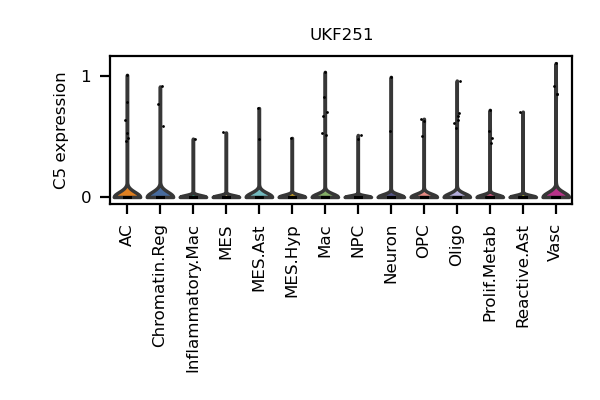 UKF251
C5 expression
1
0
AC
Chromatin.Reg
Inflammatory.Mac
MES
MES.Ast
MES.Hyp
Mac
NPC
Neuron
OPC
Oligo
Prolif.Metab
Reactive.Ast
Vasc